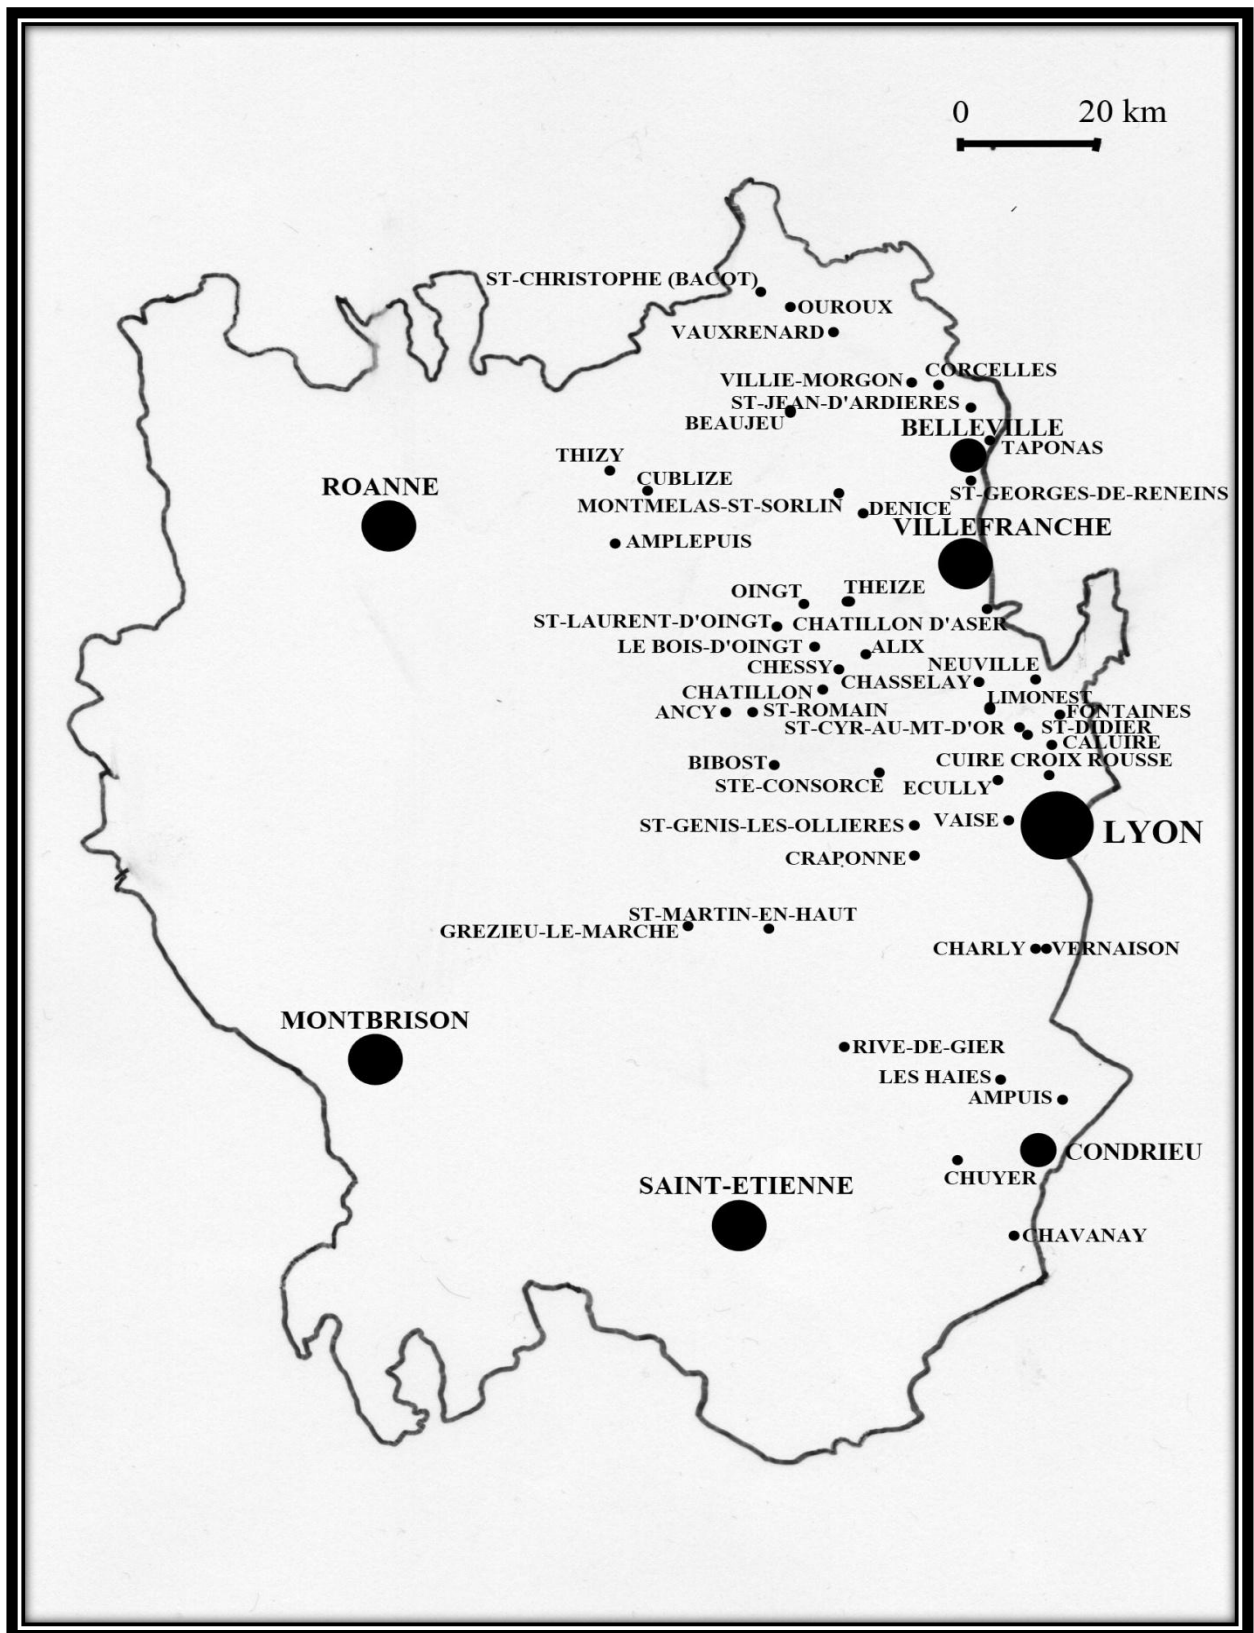 0 20 km
ST-CHRISTOPHE (BACOT)
OUROUX
VAUXRENARD
CORCELLES
VILLIE-MORGON
ST-JEAN-D'ARDIERES
BEAUJEU
BELLEVILLE
TAPONAS
THIZY
CUBLIZE
ROANNE
ST-GEORGES-DE-RENEINS
MONTMELAS-ST-SORLIN
DENICE
VILLEFRANCHE
AMPLEPUIS
OINGT
THEIZE
ST-LAURENT-D'OINGT
CHATILLON D'ASER
LE BOIS-D'OINGT
ALIX
NEUVILLE
CHESSY
CHASSELAY
CHATILLON
LIMONEST
ANCY
ST-ROMAIN
FONTAINES
ST-CYR-AU-MT-D'OR
ST-DIDIER
CALUIRE
BIBOST
CUIRE CROIX ROUSSE
STE-CONSORCE
ECULLY
ST-GENIS-LES-OLLIERES
VAISE
LYON
CRAPONNE
ST-MARTIN-EN-HAUT
GREZIEU-LE-MARCHE
CHARLY
VERNAISON
MONTBRISON
RIVE-DE-GIER
LES HAIES
AMPUIS
CONDRIEU
CHUYER
SAINT-ETIENNE
CHAVANAY